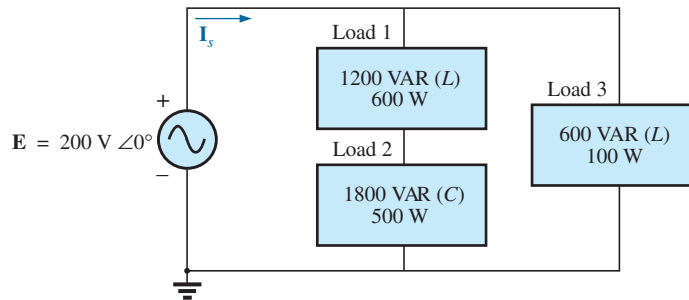 I_s
Load 1
1200 VAR (L)
600 W
Load 3
+
E = 200 V ∠0°
600 VAR (L)
100 W
Load 2
−
1800 VAR (C)
500 W